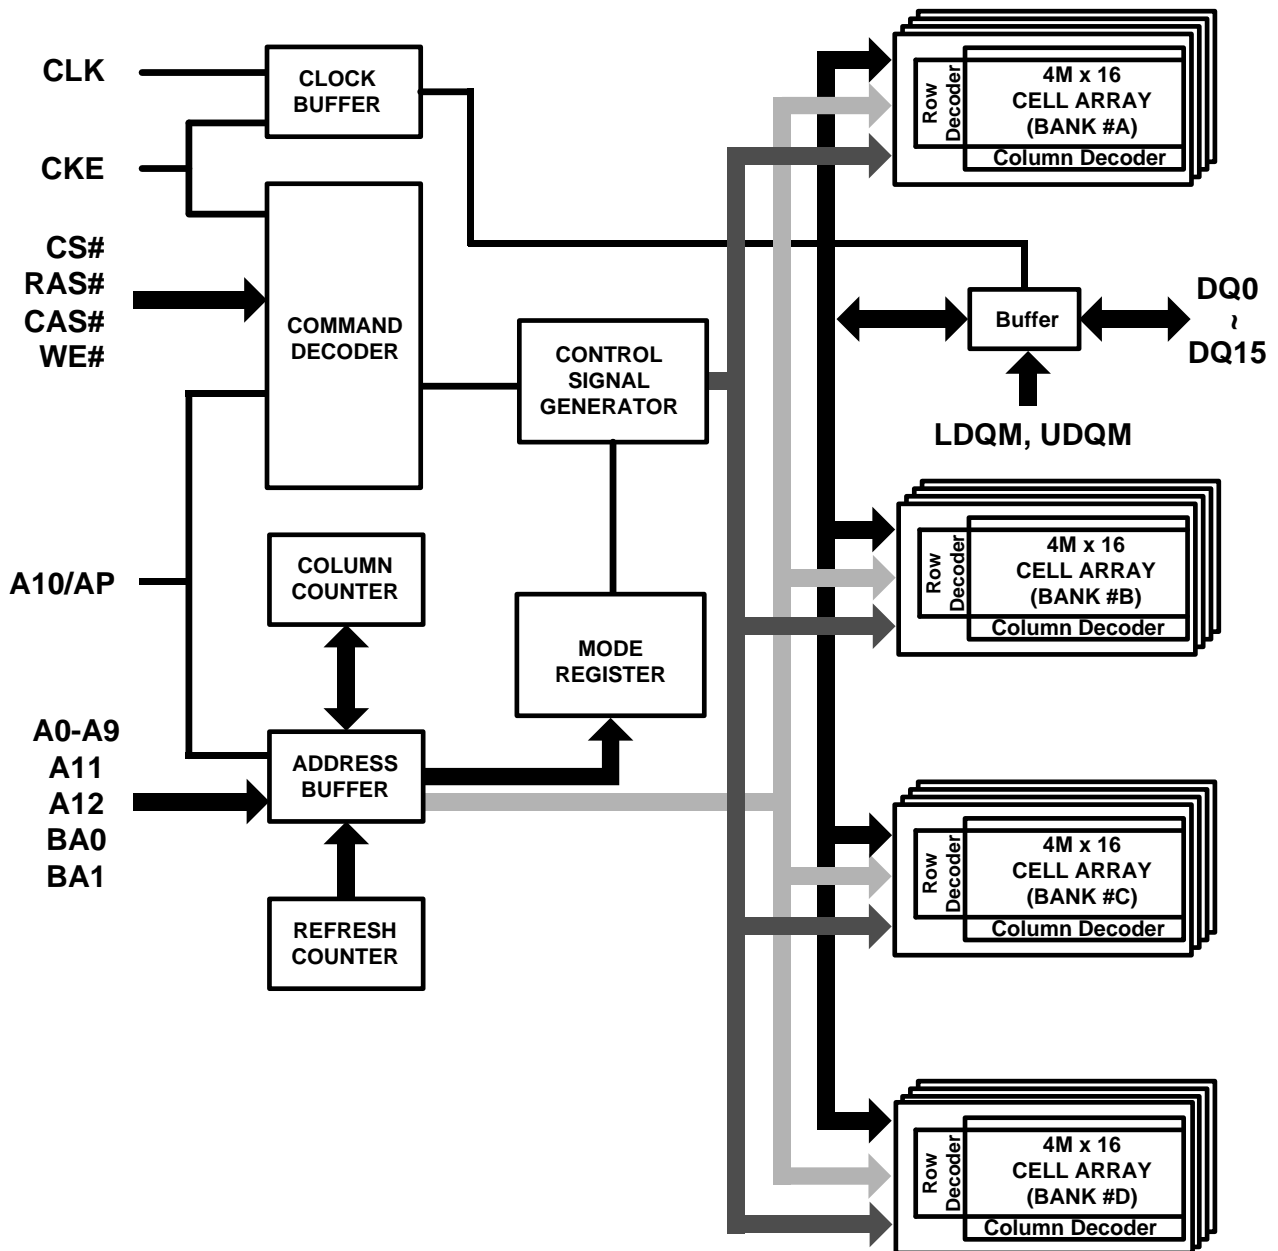 CLK
CKE
CS#
RAS#
CAS#
WE#
A10/AP
A0-A9
A11
A12
BA0
BA1
CLOCK
BUFFER
COMMAND
DECODER
COLUMN
COUNTER
ADDRESS
BUFFER
REFRESH
COUNTER
CONTROL
SIGNAL
GENERATOR
MODE
REGISTER
Row
Decoder
4M x 16
CELL ARRAY
(BANK #A)
Column Decoder
Buffer
DQ0
~
DQ15
LDQM, UDQM
Row
Decoder
4M x 16
CELL ARRAY
(BANK #B)
Column Decoder
Row
Decoder
4M x 16
CELL ARRAY
(BANK #C)
Column Decoder
Row
Decoder
4M x 16
CELL ARRAY
(BANK #D)
Column Decoder